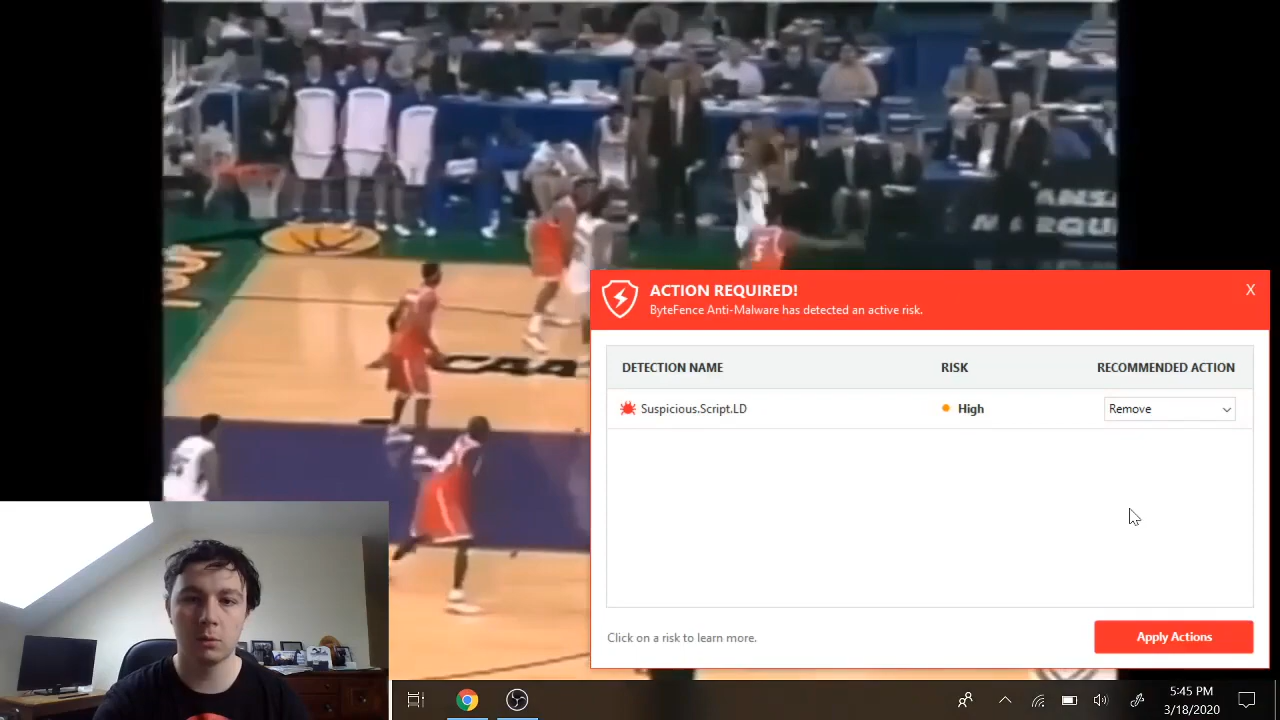 ACTION REQUIRED!
X
ByteFence Anti-Malware has detected an active risk.
DETECTION NAME RISK RECOMMENDED ACTION
Suspicious.Script.LD High Remove
Click on a risk to learn more.
Apply Actions
5:45 PM
3/18/2020
5